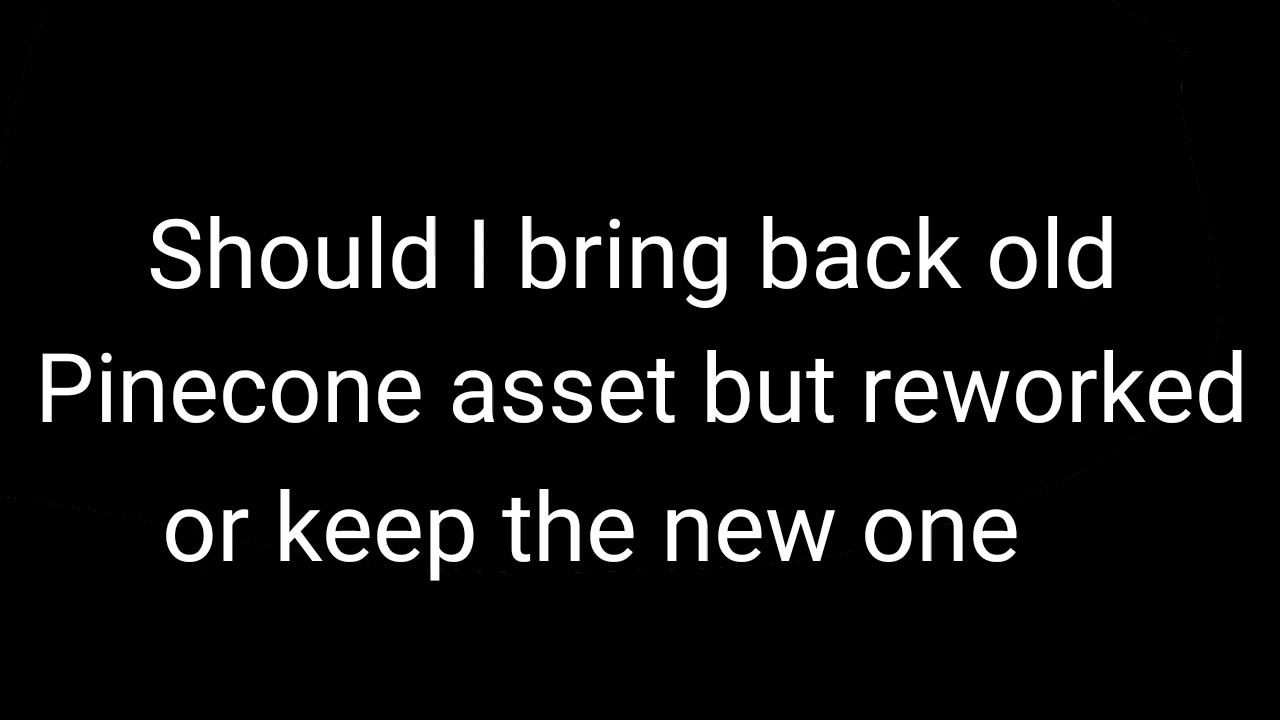 Should I bring back old
Pinecone asset but reworked
or keep the new one